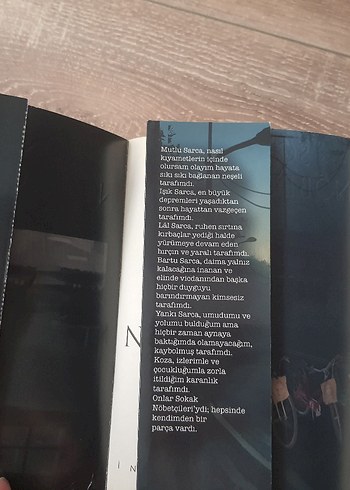 Mutlu Sarca, nasıl
kıyametlerin içinde
olursam olayım hayata
sıkı sıkı bağlanan neşeli
tarafımdı.
Işık Sarca, en büyük
depremleri yaşadıktan
sonra hayattan vazgeçen
tarafımdı.
Lâl Sarca, ruhen sırtına
kırbaçlar yediği halde
yürümeye devam eden
hırçın ve yaralı tarafımdı.
Bartu Sarca, daima yalnız
kalacağına inanan ve
elinde vicdanından başka
hiçbir duyguyu
barındırmayan kimsesiz
tarafımdı.
Yankı Sarca, umudumu ve
yolumu bulduğum ama
hiçbir zaman aynaya
baktığımda olamayacağım,
kaybolmuş tarafımdı.
Koza, izlerimle ve
çocukluğumla zorla
itildiğim karanlık
tarafımdı.
Onlar Sokak
Nöbetçileri'ydi; hepsinde
kendimden bir
parça vardı.
N